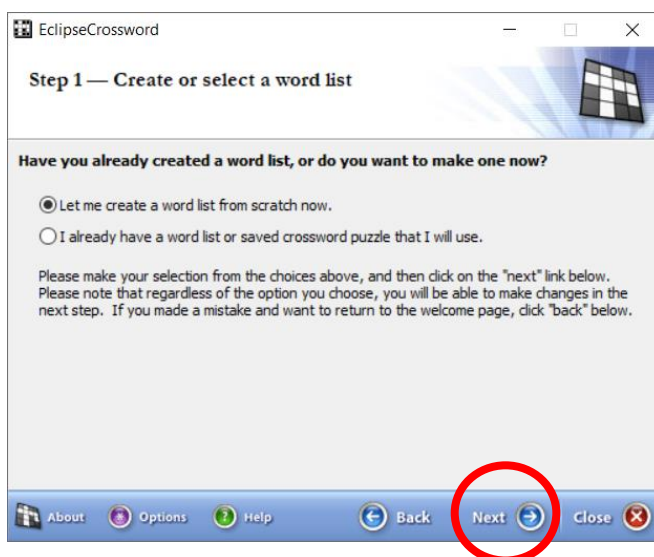 EclipseCrossword
Step 1 — Create or select a word list
Have you already created a word list, or do you want to make one now?
Let me create a word list from scratch now.
I already have a word list or saved crossword puzzle that I will use.
Please make your selection from the choices above, and then click on the "next" link below.
Please note that regardless of the option you choose, you will be able to make changes in the
next step. If you made a mistake and want to return to the welcome page, click "back" below.
About Options Help Back Next Close